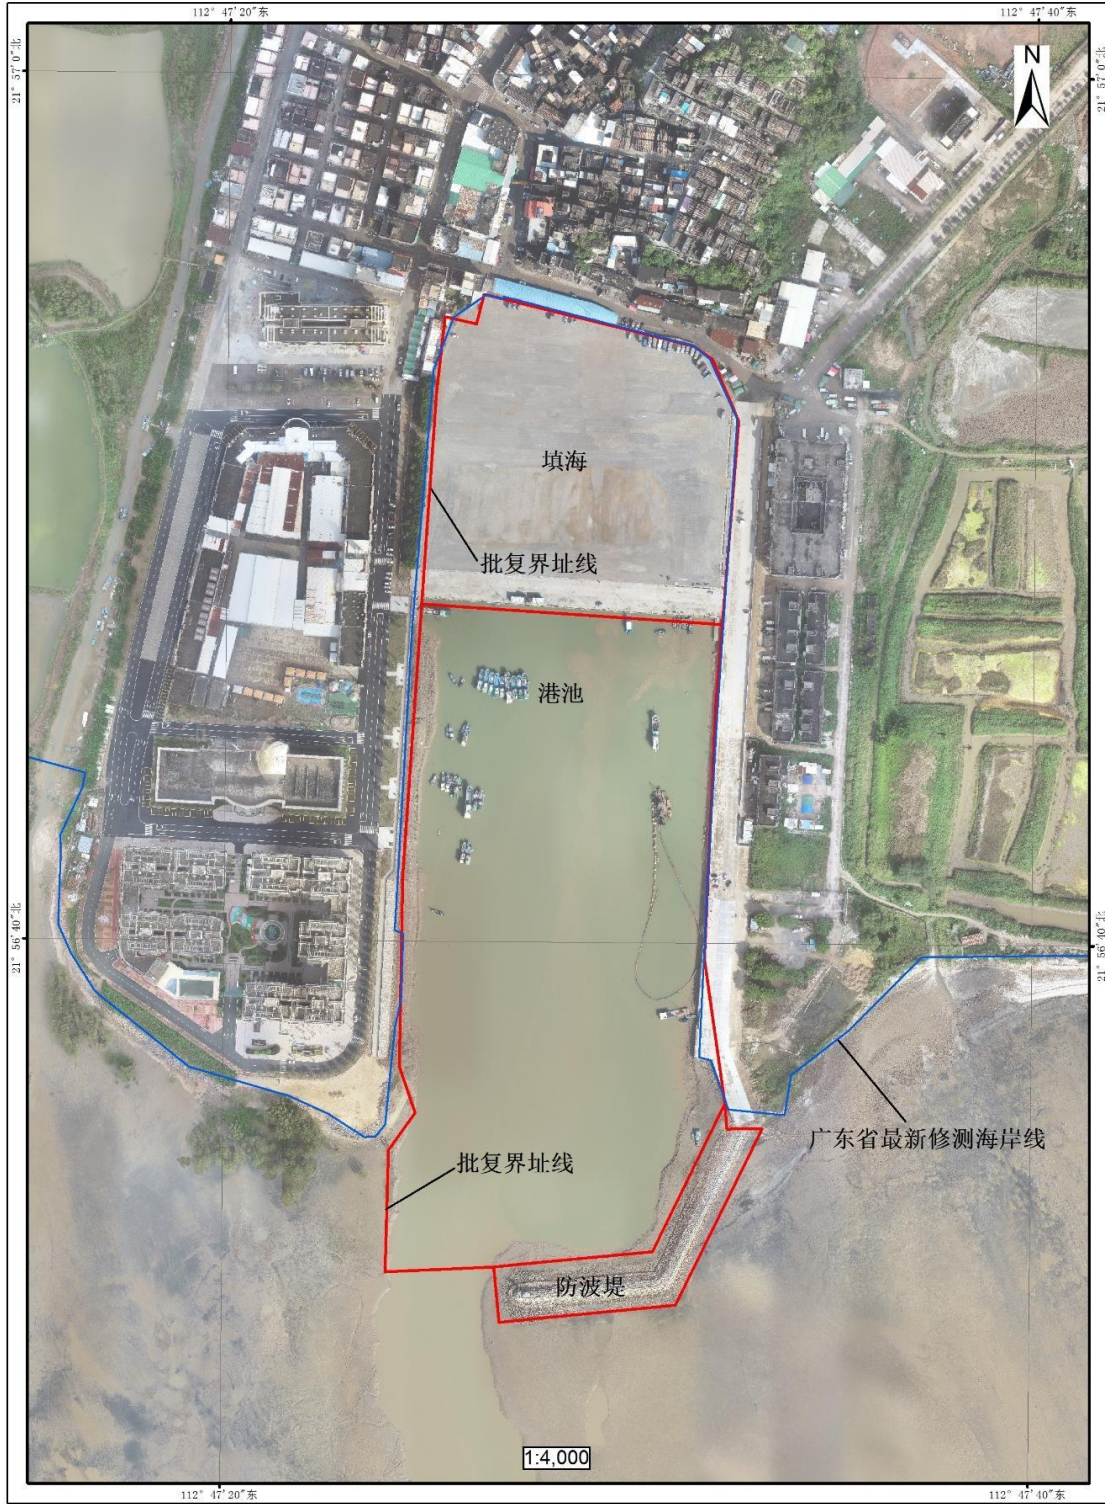 112° 47′20″东
112° 47′40″东
21° 57′0″北
21° 57′0″北
N
填海
批复界址线
港池
21° 56′40″北
21° 56′40″北
广东省最新修测海岸线
批复界址线
防波堤
1:4,000
112° 47′20″东
112° 47′40″东